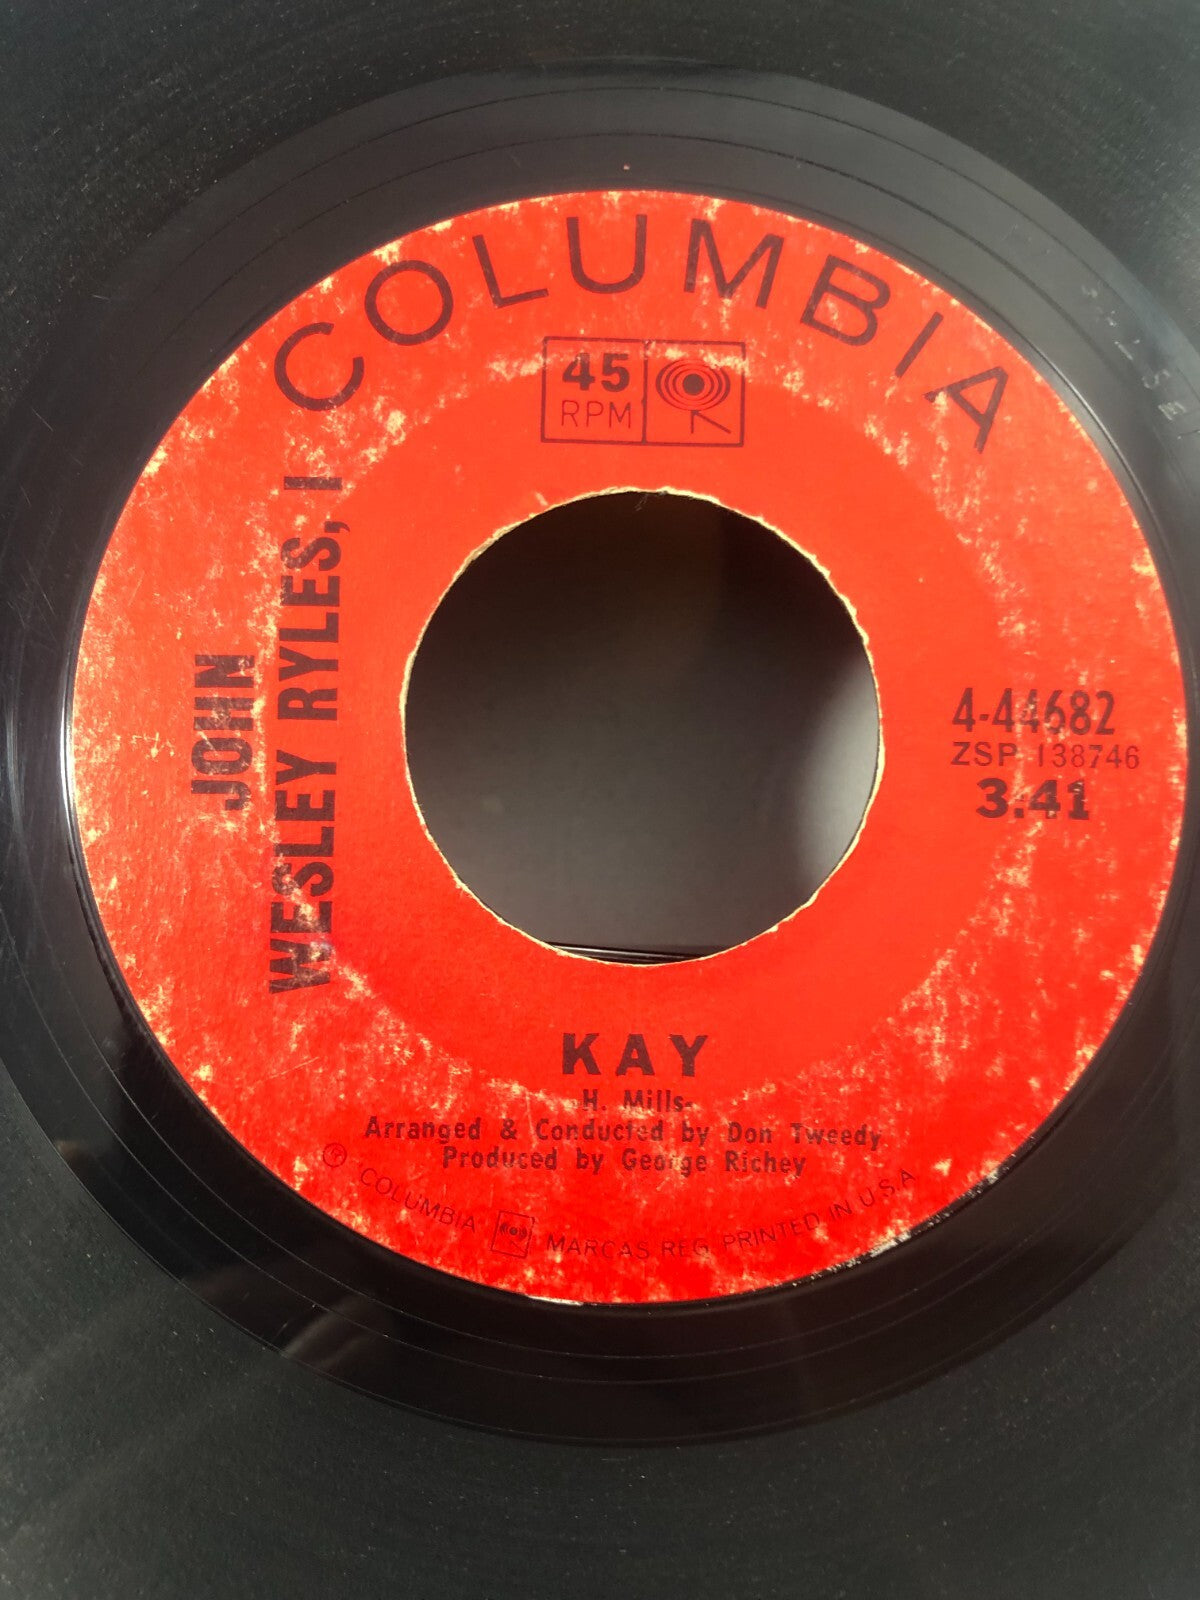 COLUMBIA
45
RPM
JOHN
WESLEY RYLES, I
4-44682
ZSP 138746
3:41
KAY
-H. Mills-
Arranged & Conducted by Don Tweedy
Produced by George Richey
Ⓟ COLUMBIA MARCAS REG. PRINTED IN U.S.A.